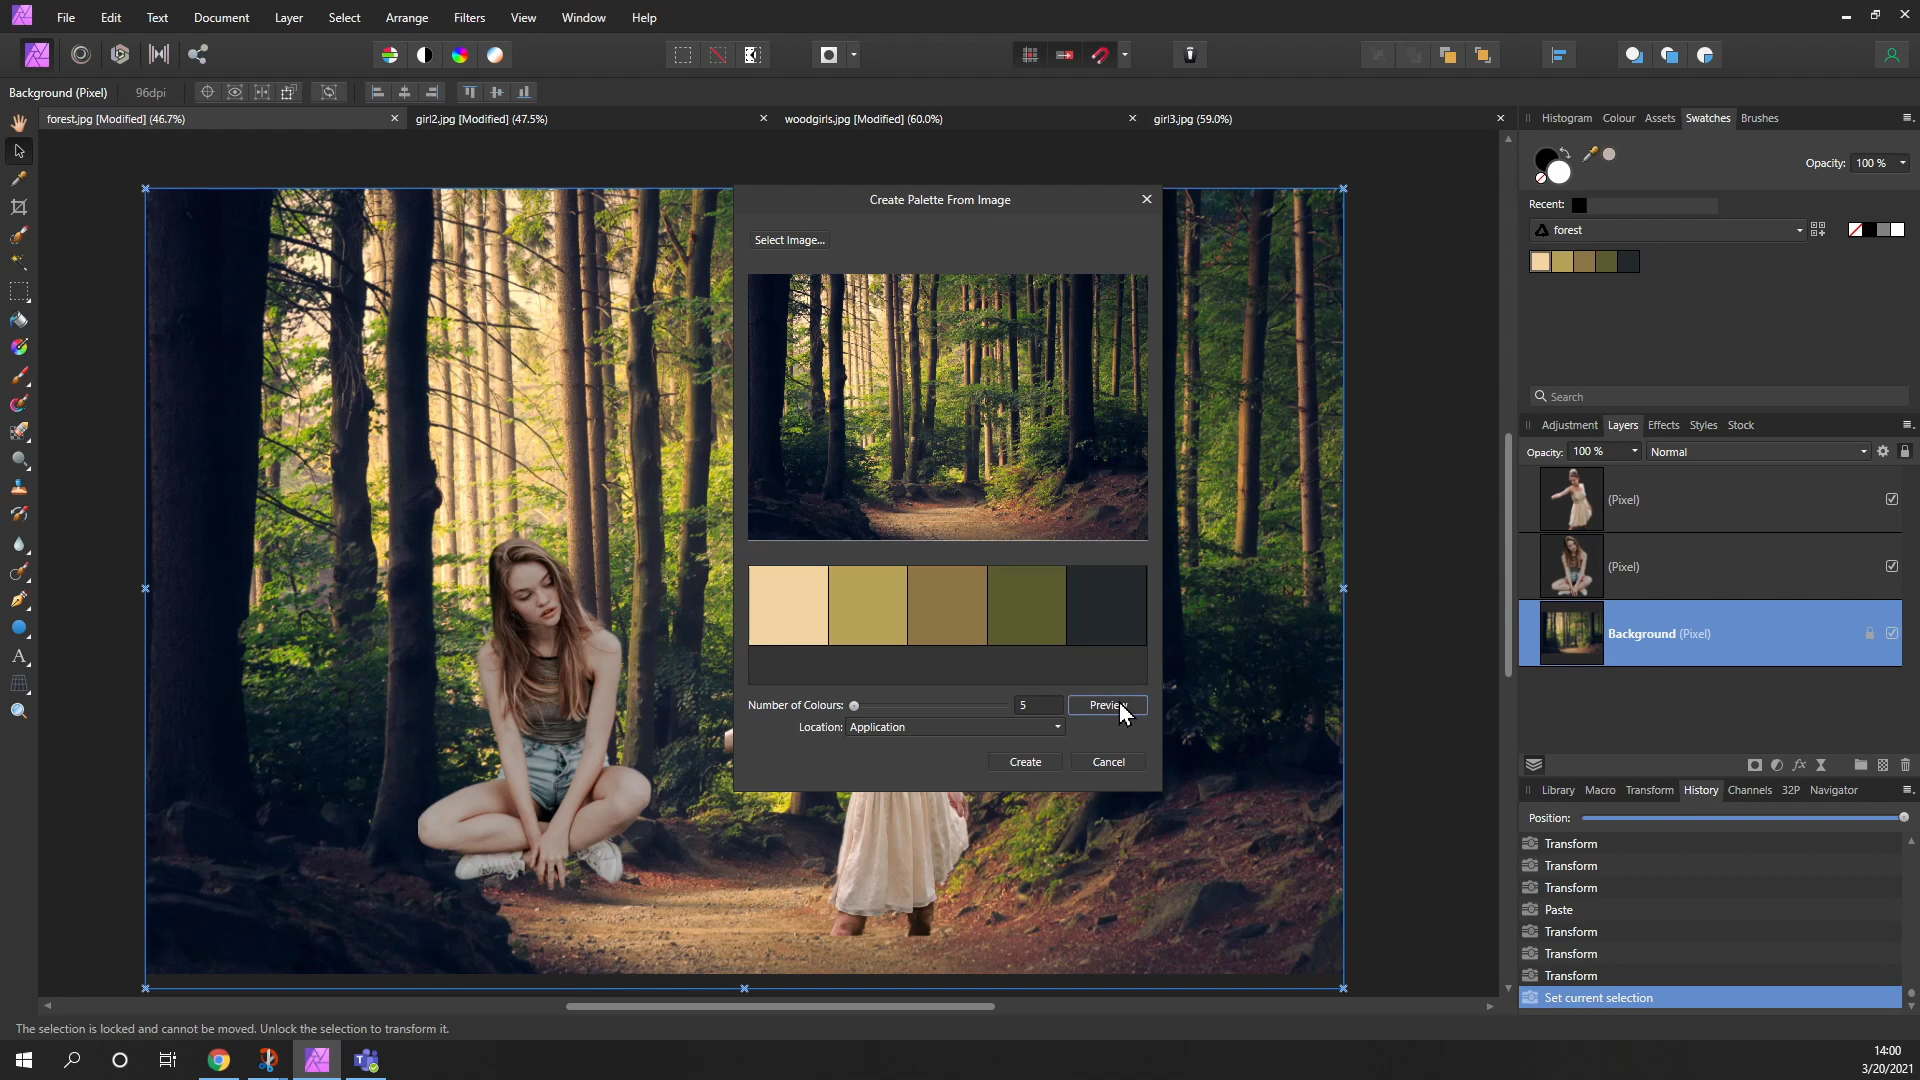 File Edit Text Document Layer Select Arrange Filters View Window Help
Background (Pixel) 96dpi
forest.jpg [Modified] (46.7%) girl2.jpg [Modified] (47.5%) woodgirls.jpg [Modified] (60.0%) girl3.jpg (59.0%)
Histogram Colour Assets Swatches Brushes
Opacity: 100 %
Recent:
forest
Search
Create Palette From Image
Select Image...
Number of Colours: 5 Preview
Location: Application
Create Cancel
Adjustment Layers Effects Styles Stock
Opacity: 100 % Normal
(Pixel)
(Pixel)
Background (Pixel)
Library Macro Transform History Channels 32P Navigator
Position:
Transform
Transform
Transform
Paste
Transform
Transform
Transform
Set current selection
The selection is locked and cannot be moved. Unlock the selection to transform it.
14:00
3/20/2021